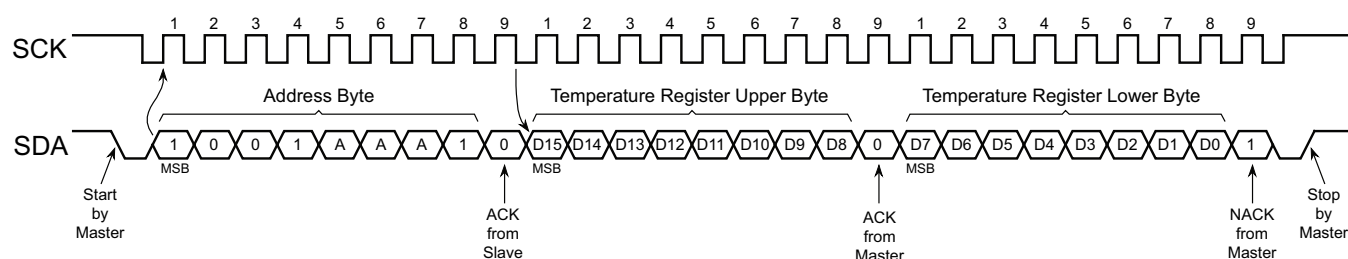 1 2 3 4 5 6 7 8 9 1 2 3 4 5 6 7 8 9 1 2 3 4 5 6 7 8 9
SCK
Address Byte Temperature Register Upper Byte Temperature Register Lower Byte
SDA 1 0 0 1 A A A 1 0 D15 D14 D13 D12 D11 D10 D9 D8 0 D7 D6 D5 D4 D3 D2 D1 D0 1
MSB MSB MSB
Start
by
Master
ACK
from
Slave
ACK
from
Master
NACK
from
Master
Stop
by
Master